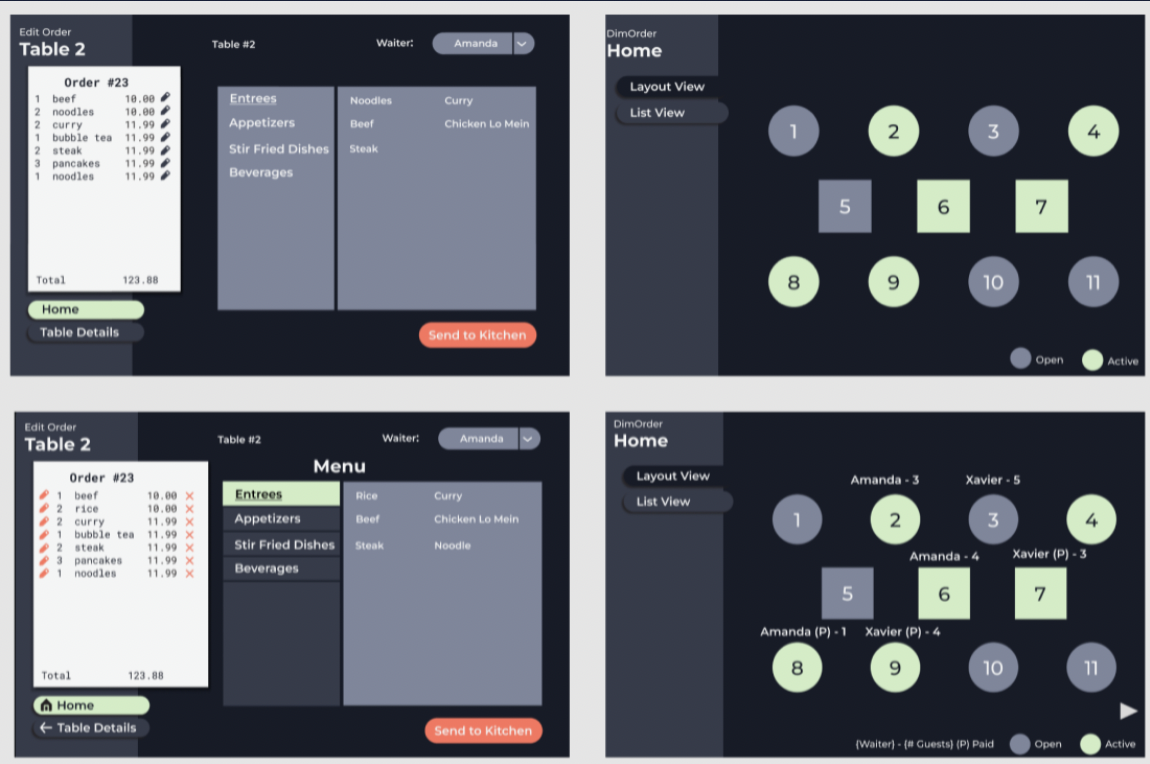 Edit Order
Table 2
Table #2
Waiter:
Amanda
Order #23
1 beef 10.00
2 noodles 10.00
2 curry 11.99
1 bubble tea 11.99
2 steak 11.99
3 pancakes 11.99
1 noodles 11.99
Total 123.88
Home
Table Details
Entrees
Appetizers
Stir Fried Dishes
Beverages
Noodles Curry
Beef Chicken Lo Mein
Steak
Send to Kitchen
DimOrder
Home
Layout View
List View
1 2 3 4
5 6 7
8 9 10 11
Open Active
Edit Order
Table 2
Table #2
Waiter:
Amanda
Menu
Order #23
1 beef 10.00
2 rice 10.00
2 curry 11.99
1 bubble tea 11.99
2 steak 11.99
3 pancakes 11.99
1 noodles 11.99
Total 123.88
Home
Table Details
Entrees
Appetizers
Stir Fried Dishes
Beverages
Rice Curry
Beef Chicken Lo Mein
Steak Noodle
Send to Kitchen
DimOrder
Home
Layout View
List View
Amanda - 3 Xavier - 5
1 2 3 4
Amanda - 4 Xavier (P) - 3
5 6 7
Amanda (P) - 1 Xavier (P) - 4
8 9 10 11
(Waiter) - (# Guests) (P) Paid Open Active